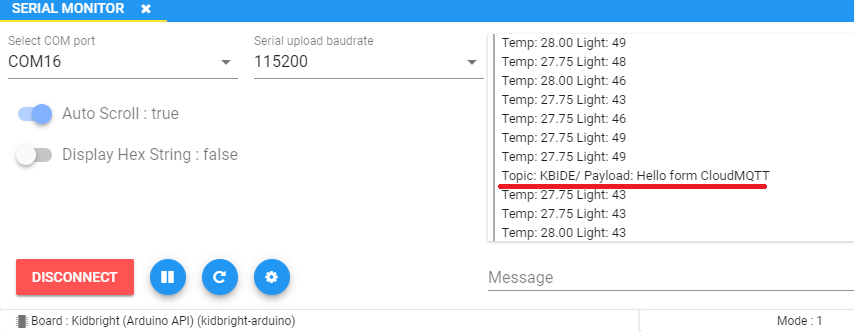 SERIAL MONITOR ✖
Select COM port
COM16
Serial upload baudrate
115200
Auto Scroll : true
Display Hex String : false
Temp: 28.00 Light: 49
Temp: 27.75 Light: 48
Temp: 28.00 Light: 46
Temp: 27.75 Light: 43
Temp: 27.75 Light: 46
Temp: 27.75 Light: 49
Temp: 27.75 Light: 49
Topic: KBIDE/ Payload: Hello form CloudMQTT
Temp: 27.75 Light: 43
Temp: 27.75 Light: 43
Temp: 28.00 Light: 43
DISCONNECT
Message
Board : Kidbright (Arduino API) (kidbright-arduino)
Mode : 1